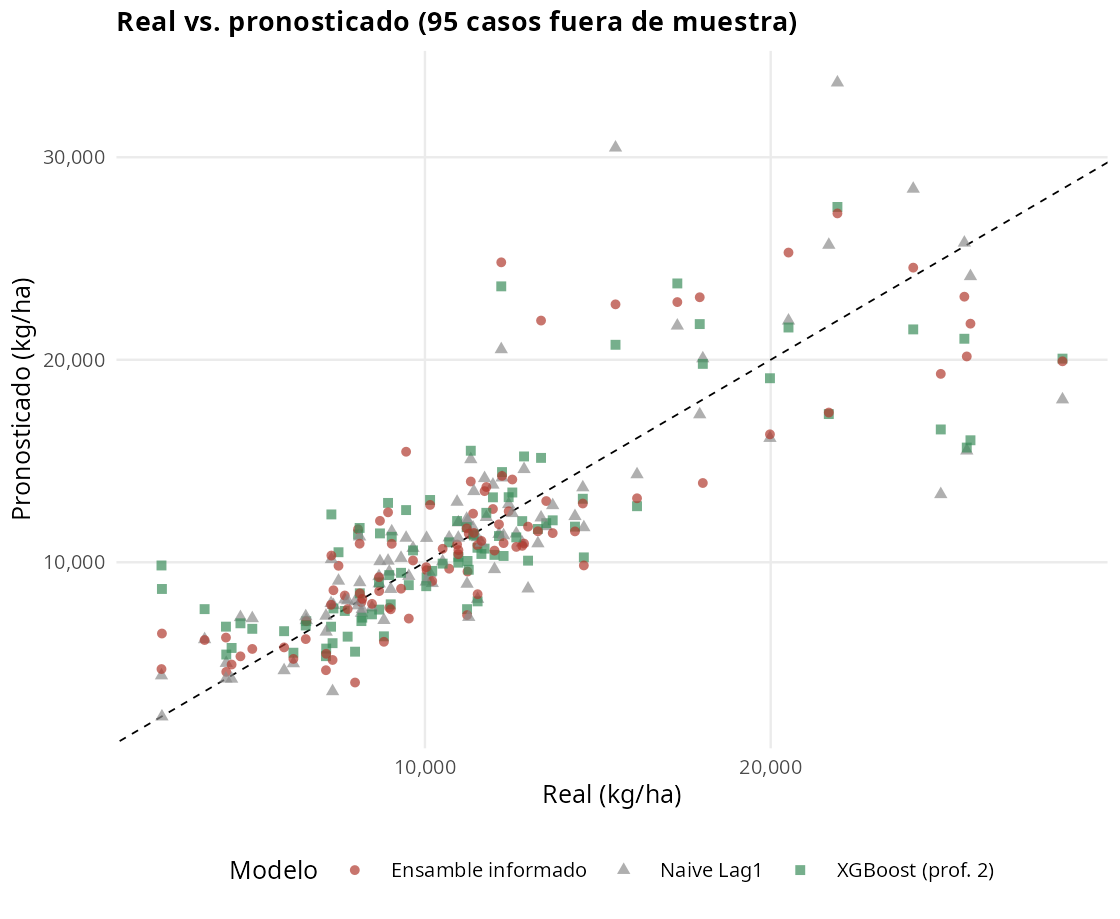 Real vs. pronosticado (95 casos fuera de muestra)
Pronosticado (kg/ha)
30,000
20,000
10,000
10,000 20,000
Real (kg/ha)
Modelo Ensamble informado Naive Lag1 XGBoost (prof. 2)